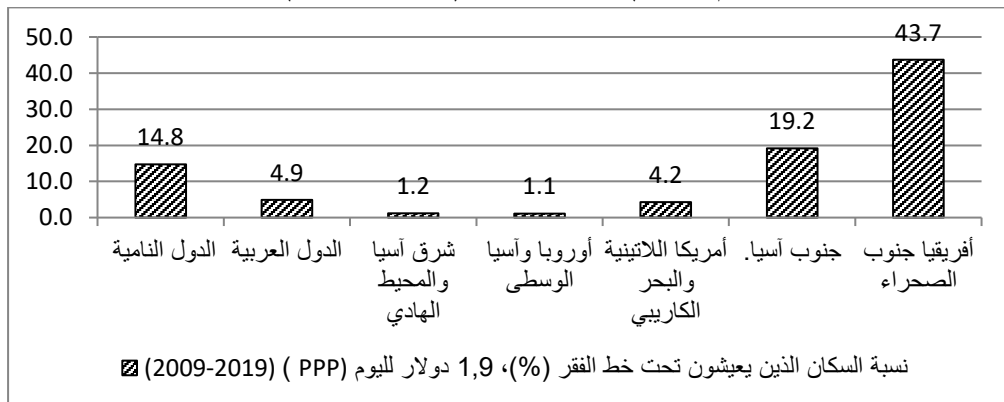 50.0
40.0
30.0
20.0
10.0
0.0
14.8
4.9
1.2
1.1
4.2
19.2
43.7
الدول النامية
الدول العربية
شرق آسيا
والمحيط
الهادي
أوروبا وآسيا
الوسطى
أمريكا اللاتينية
والبحر
الكاريبي
جنوب آسيا.
أفريقيا جنوب
الصحراء
نسبة السكان الذين يعيشون تحت خط الفقر (%)، 1,9 دولار لليوم (PPP ) (2009-2019)